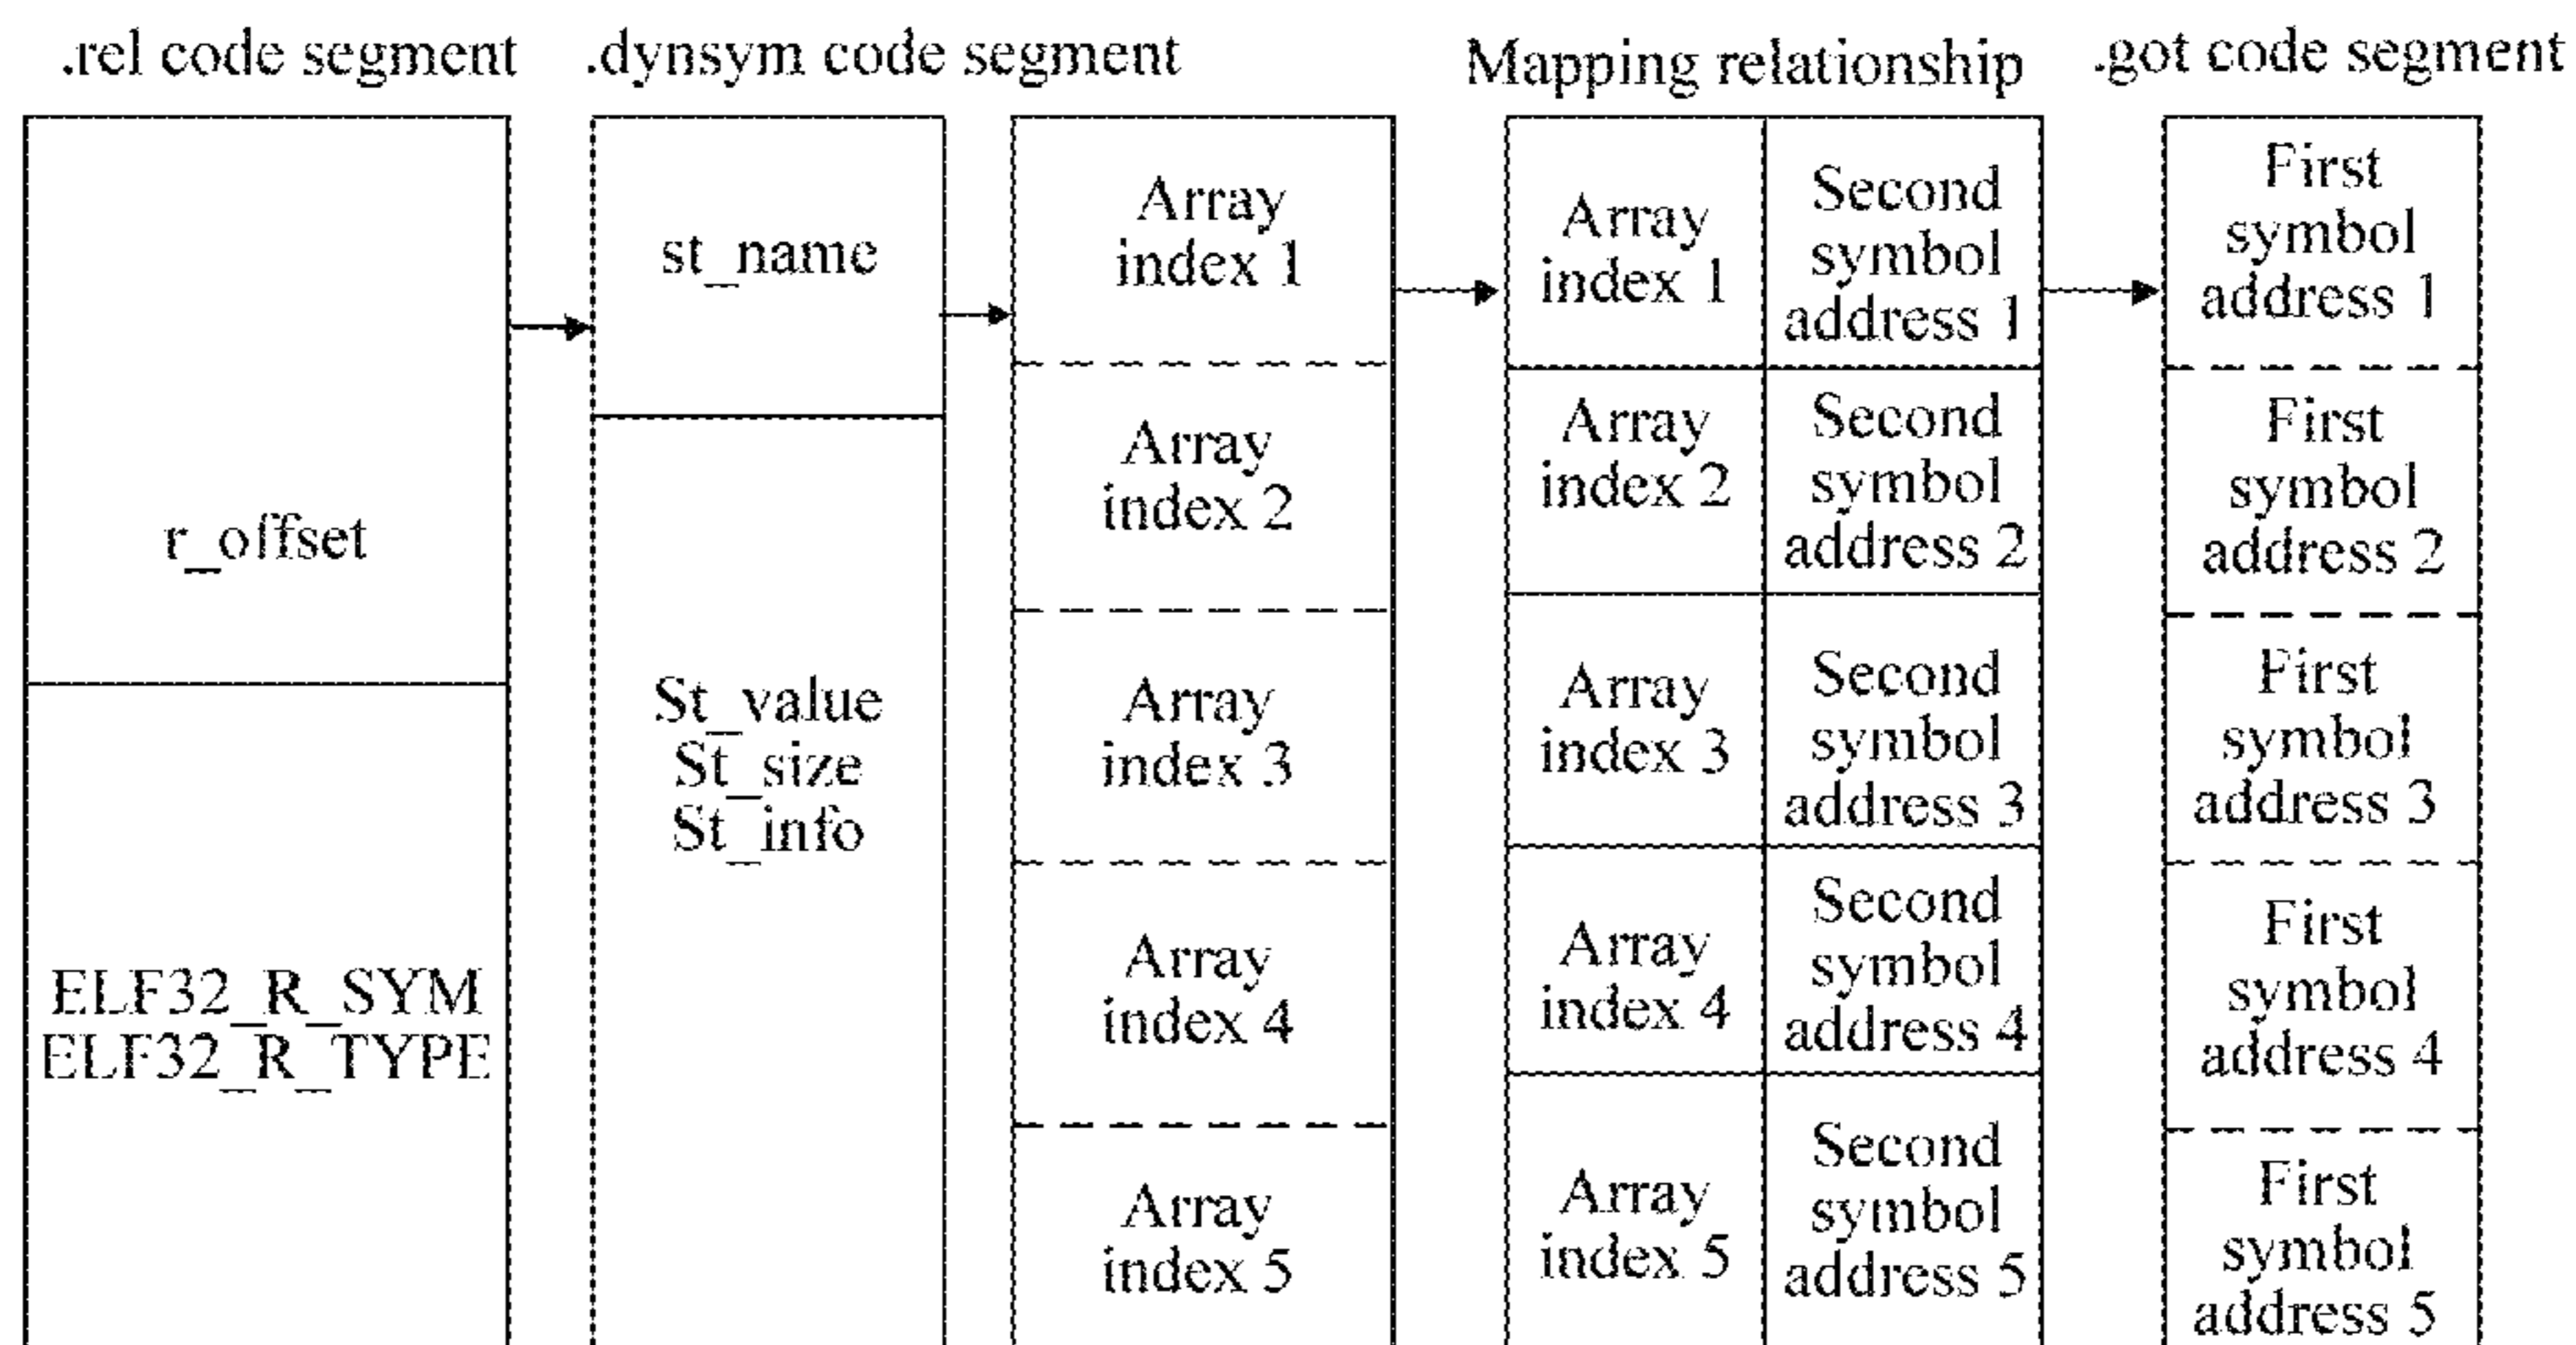 .rel code segment
.dynsym code segment
Mapping relationship
.got code segment
r_offset
ELF32_R_SYM
ELF32_R_TYPE
st_name
St_value
St_size
St_info
Array
index 1
Array
index 2
Array
index 3
Array
index 4
Array
index 5
Array
index 1
Second
symbol
address 1
Array
index 2
Second
symbol
address 2
Array
index 3
Second
symbol
address 3
Array
index 4
Second
symbol
address 4
Array
index 5
Second
symbol
address 5
First
symbol
address 1
First
symbol
address 2
First
symbol
address 3
First
symbol
address 4
First
symbol
address 5